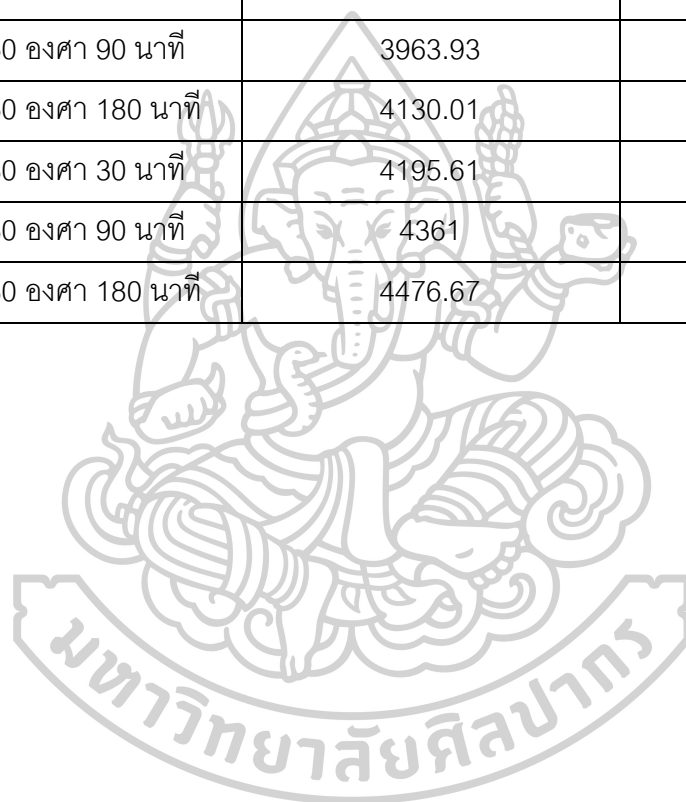 0 องศา 90 นาที 3963.93
0 องศา 180 นาที 4130.01
0 องศา 30 นาที 4195.61
0 องศา 90 นาที 4361
0 องศา 180 นาที 4476.67
มหาวิทยาลัยศิลปากร